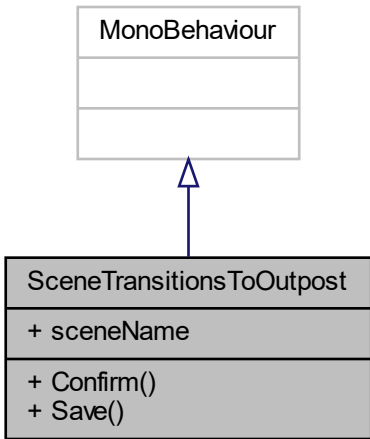 MonoBehaviour
SceneTransitionsToOutpost
+ sceneName
+ Confirm()
+ Save()